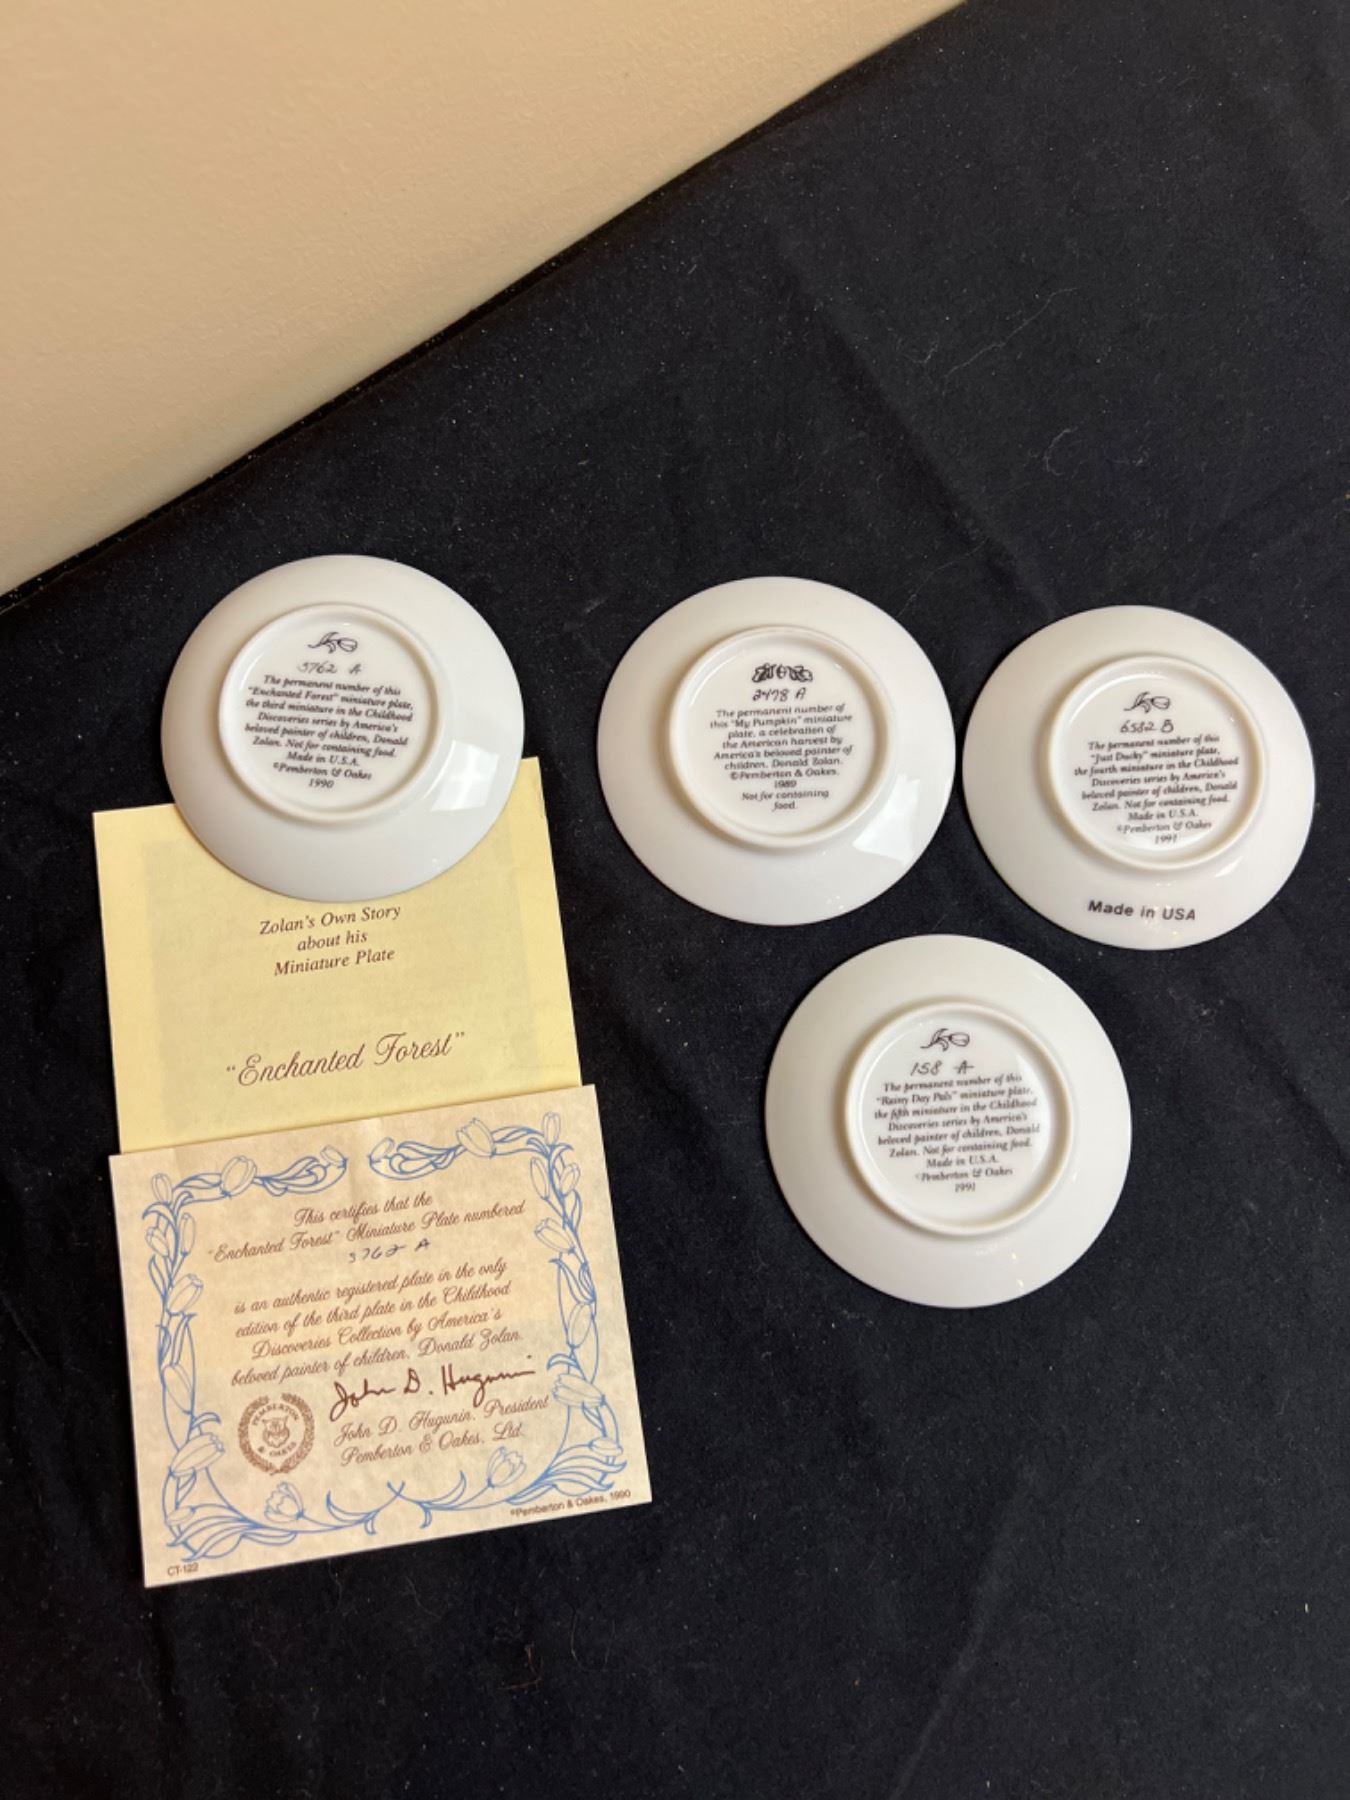 3762 A
The permanent number of this
"Enchanted Forest" miniature plate,
the third miniature in the Childhood
Discoveries series by America's
beloved painter of children, Donald
Zolan. Not for containing food.
Made in U.S.A.
©Pemberton & Oakes
1990
2478 A
The permanent number of
this "My Pumpkin" miniature
plate, a celebration of
the American harvest by
America's beloved painter of
children, Donald Zolan.
©Pemberton & Oakes,
1989
Not for containing
food.
6582 B
The permanent number of this
"Just Ducky" miniature plate,
the fourth miniature in the Childhood
Discoveries series by America's
beloved painter of children, Donald
Zolan. Not for containing food.
Made in U.S.A.
©Pemberton & Oakes
1991
Made in USA
158 A
The permanent number of this
"Rainy Day Pals" miniature plate,
the fifth miniature in the Childhood
Discoveries series by America's
beloved painter of children, Donald
Zolan. Not for containing food.
Made in U.S.A.
©Pemberton & Oakes
1991
Zolan's Own Story
about his
Miniature Plate
"Enchanted Forest"
This certifies that the
"Enchanted Forest" Miniature Plate numbered
3762 A
is an authentic registered plate in the only
edition of the third plate in the Childhood
Discoveries Collection by America's
beloved painter of children, Donald Zolan.
John D. Hugunin
PEMBERTON
& OAKES
John D. Hugunin, President
Pemberton & Oakes, Ltd.
©Pemberton & Oakes, 1990
CT-122